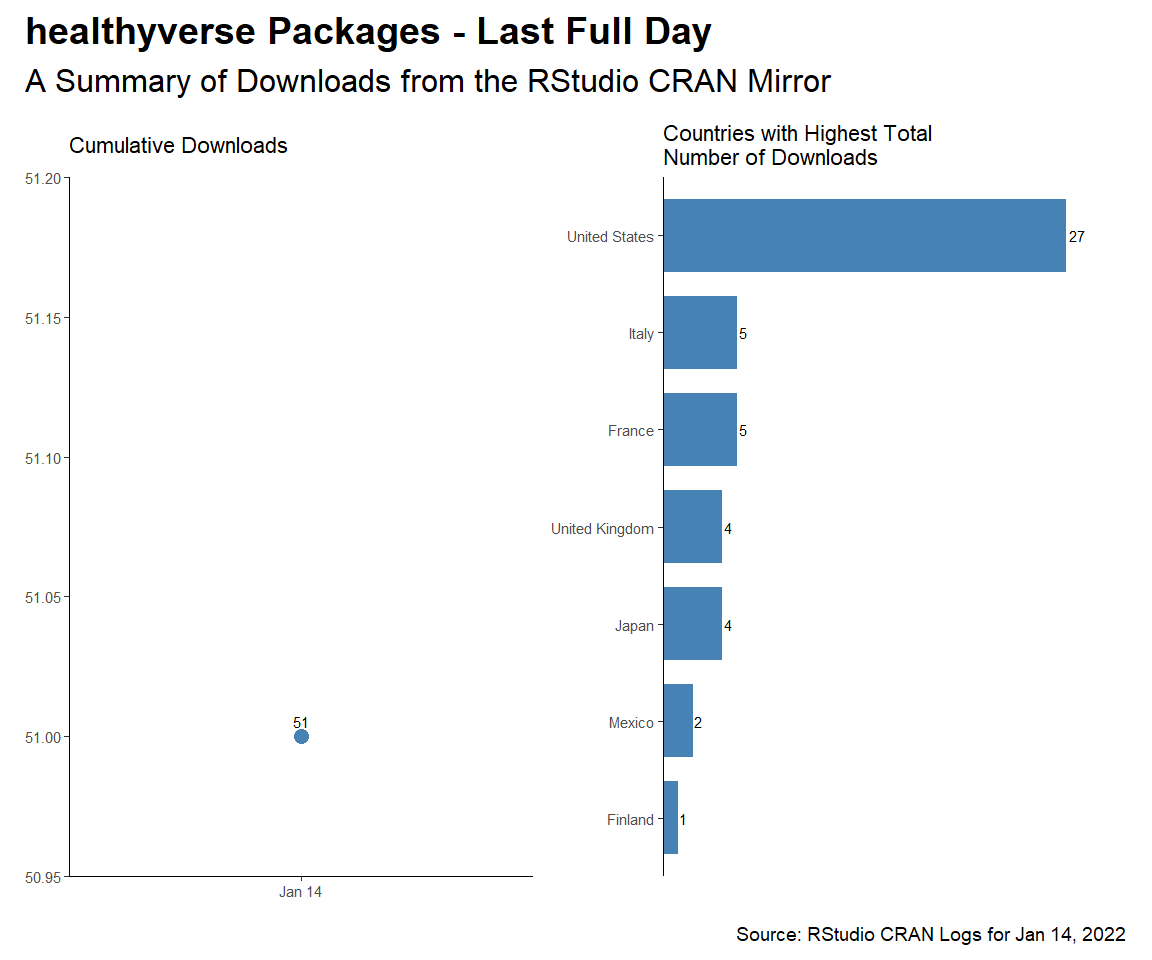 healthyverse Packages - Last Full Day
A Summary of Downloads from the RStudio CRAN Mirror
Cumulative Downloads
51.20
51.15
51.10
51.05
51.00
50.95
51
Jan 14
Countries with Highest Total
Number of Downloads
United States 27
Italy 5
France 5
United Kingdom 4
Japan 4
Mexico 2
Finland 1
Source: RStudio CRAN Logs for Jan 14, 2022